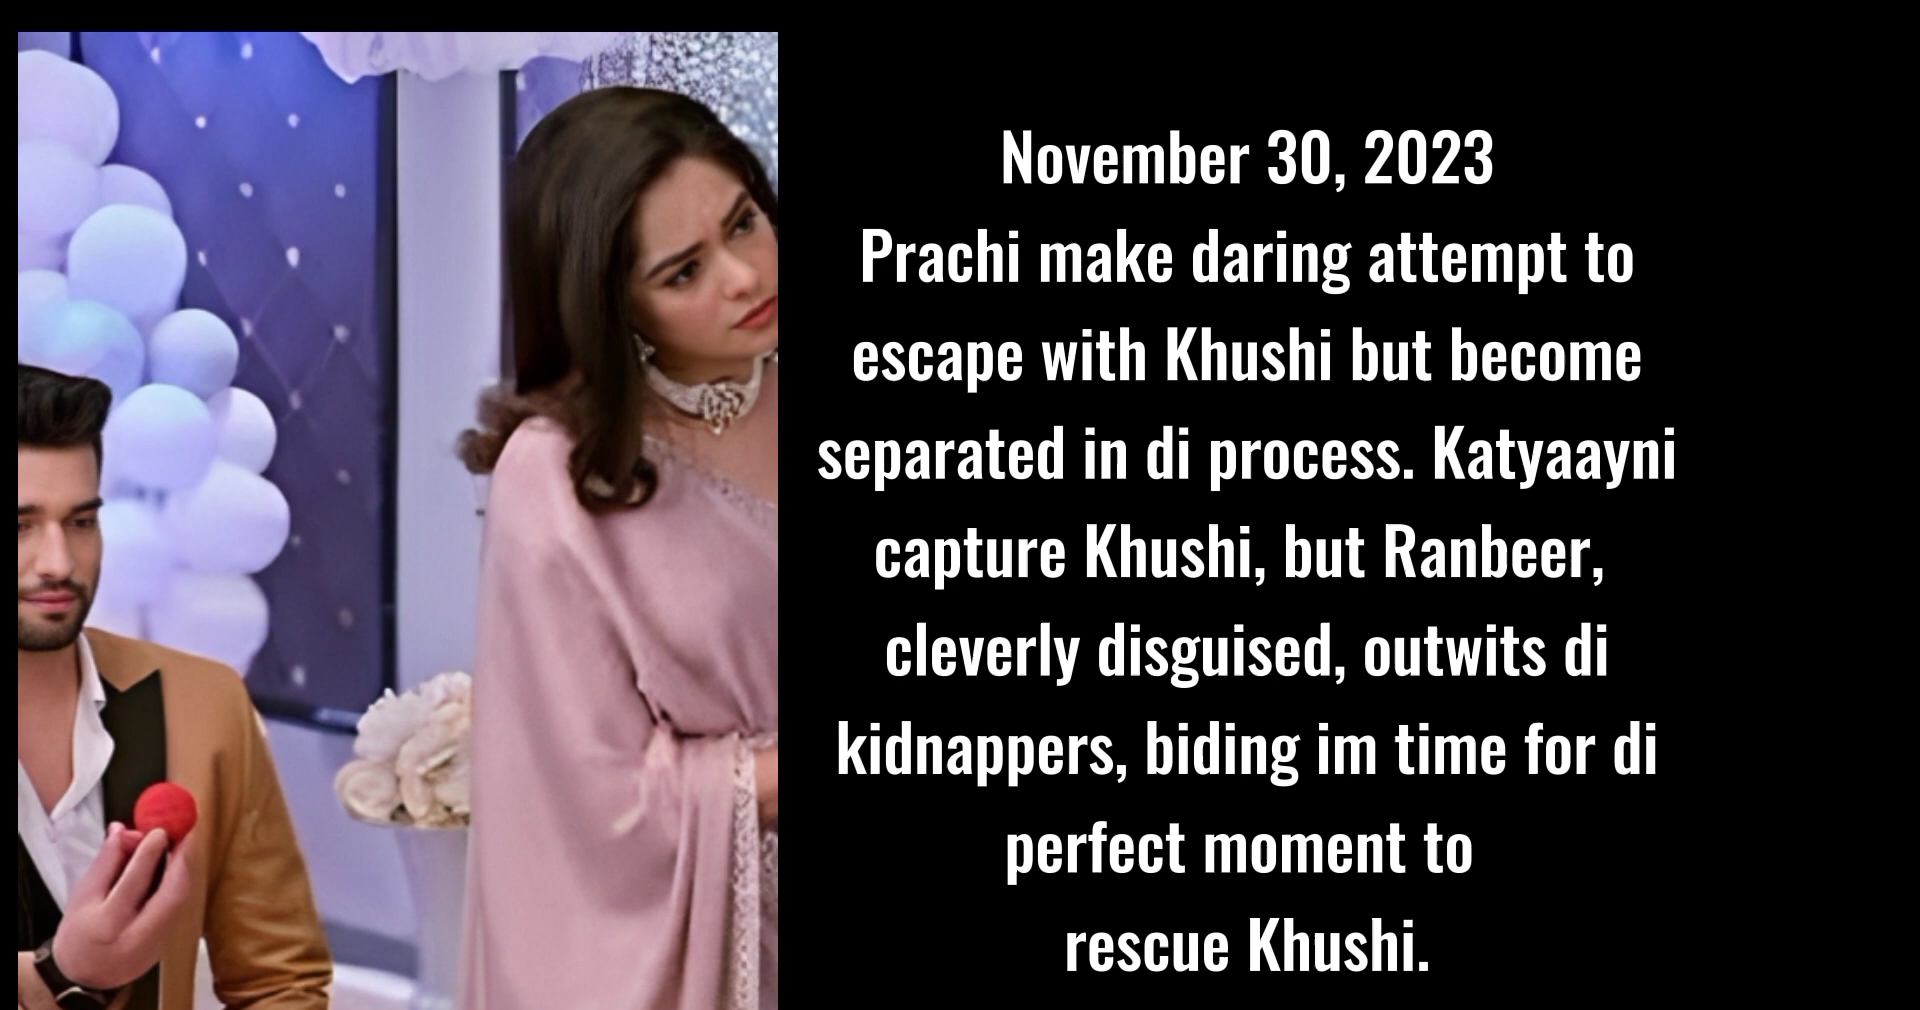 November 30, 2023
Prachi make daring attempt to
escape with Khushi but become
separated in di process. Katyaayni
capture Khushi, but Ranbeer,
cleverly disguised, outwits di
kidnappers, biding im time for di
perfect moment to
rescue Khushi.